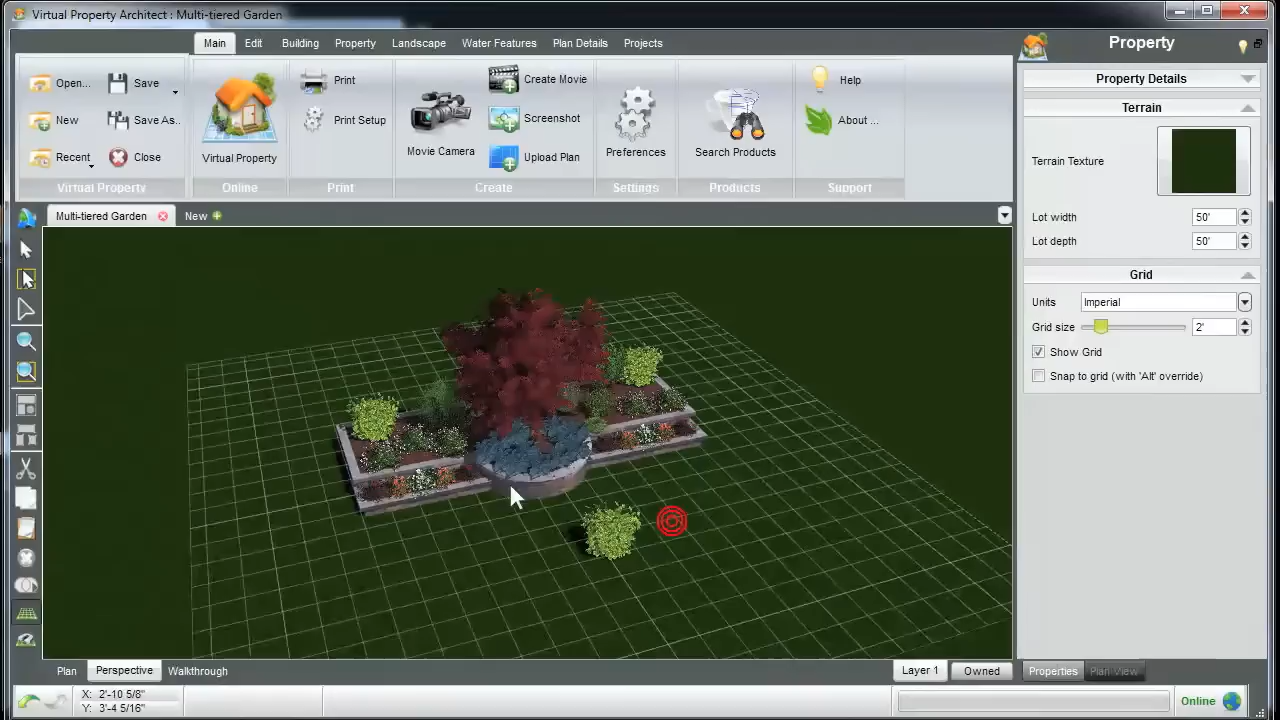 Virtual Property Architect : Multi-tiered Garden
Main Edit Building Property Landscape Water Features Plan Details Projects
Open... Save
New Save As..
Recent Close
Virtual Property
Virtual Property
Online
Print
Print Setup
Print
Movie Camera
Create Movie
Screenshot
Upload Plan
Create
Preferences
Settings
Search Products
Products
Help
About ...
Support
Multi-tiered Garden New
Property
Property Details
Terrain
Terrain Texture
Lot width 50'
Lot depth 50'
Grid
Units Imperial
Grid size 2'
Show Grid
Snap to grid (with 'Alt' override)
Plan Perspective Walkthrough
Layer 1 Owned
Properties Plan View
X: 2'-10 5/8"
Y: 3'-4 5/16"
Online